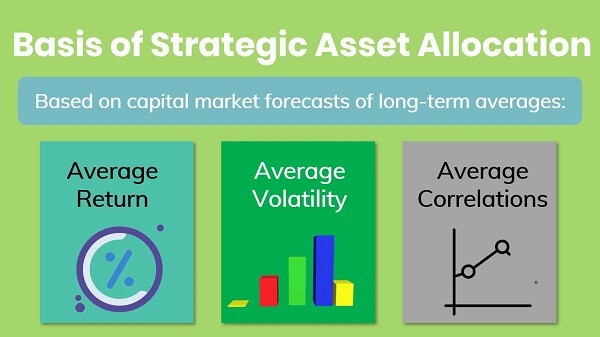 Basis of Strategic Asset Allocation
Based on capital market forecasts of long-term averages:
Average
Return
%
Average
Volatility
Average
Correlations